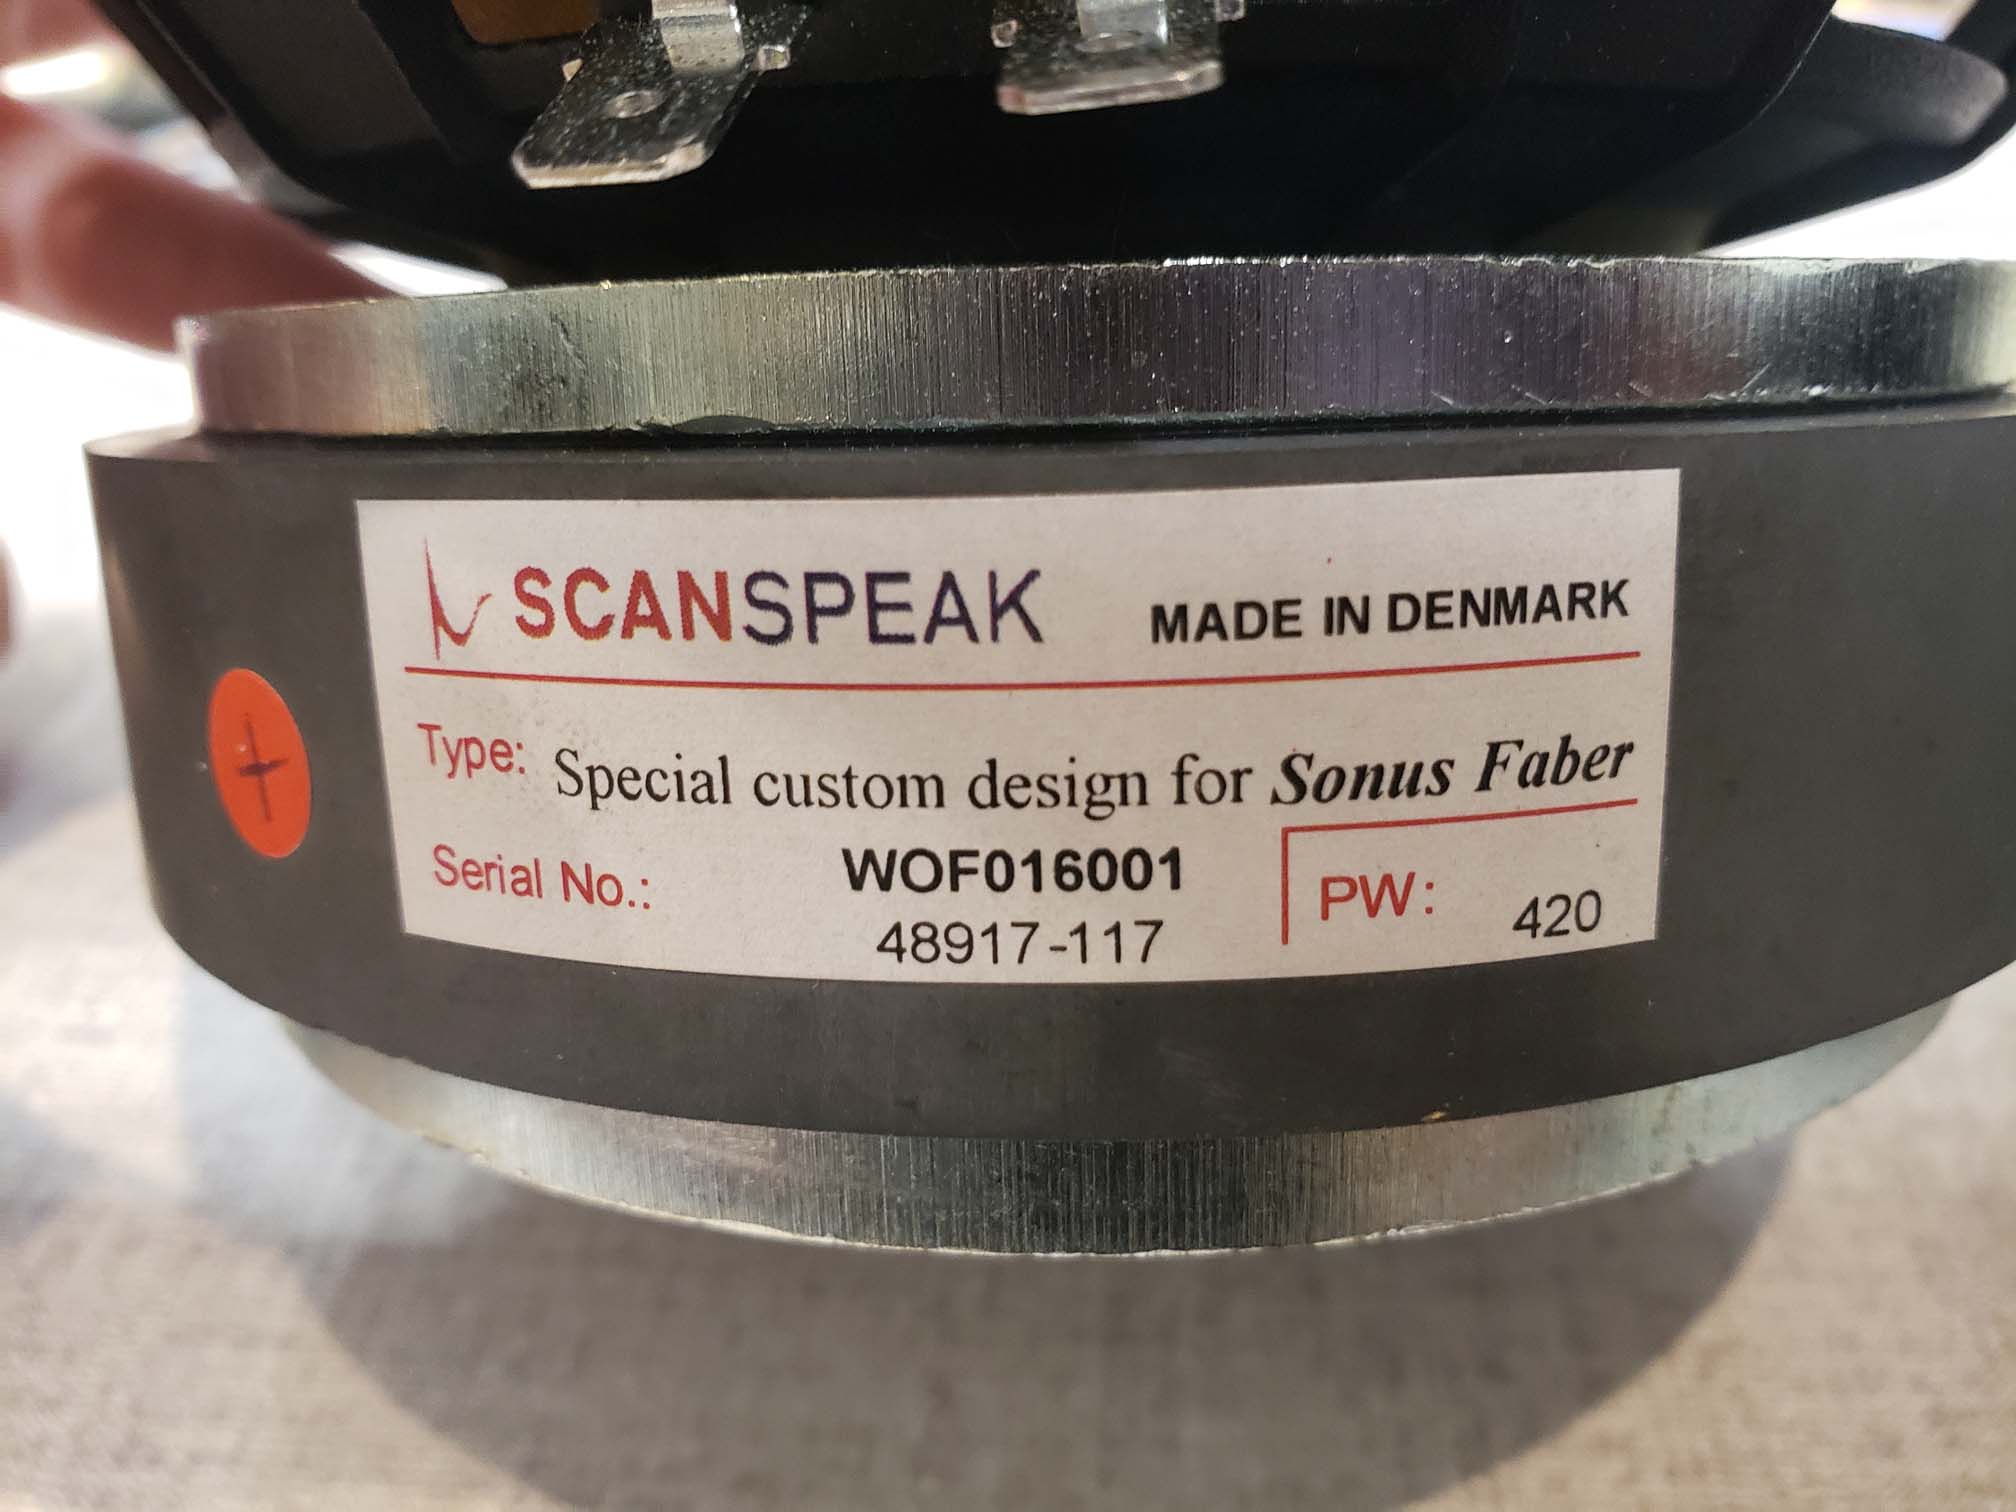 SCANSPEAK MADE IN DENMARK
Type: Special custom design for Sonus Faber
Serial No.: WOF016001 PW: 420
48917-117
+